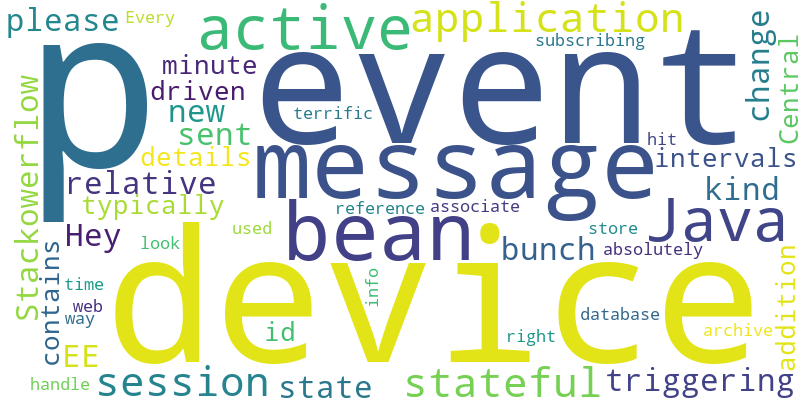 please
Every
active
application
subscribing
change
Central
p
event
minute
driven
new
terrific
sent
hit
Stackowerflow
details
message
intervals
relative
kind
typically
reference
associate
bean
Java
Hey
used
store
look
bunch
absolutely
contains
device
time
info
web
way
id
database
addition
right
archive
EE
handle
session
state
stateful
triggering